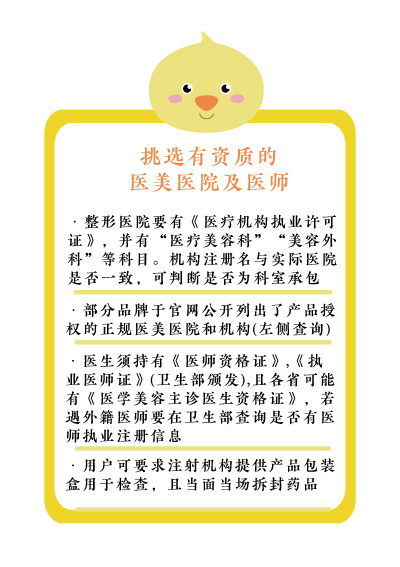 挑选有资质的
医美医院及医师
·整形医院要有《医疗机构执业许可
证》，并有“医疗美容科”“美容外
科”等科目。机构注册名与实际医院
是否一致，可判断是否为科室承包
·部分品牌于官网公开列出了产品授
权的正规医美医院和机构(左侧查询)
·医生须持有《医师资格证》,《执
业医师证》(卫生部颁发),且各省可能
有《医学美容主诊医生资格证》，若
遇外籍医师要在卫生部查询是否有医
师执业注册信息
·用户可要求注射机构提供产品包装
盒用于检查，且当面当场拆封药品